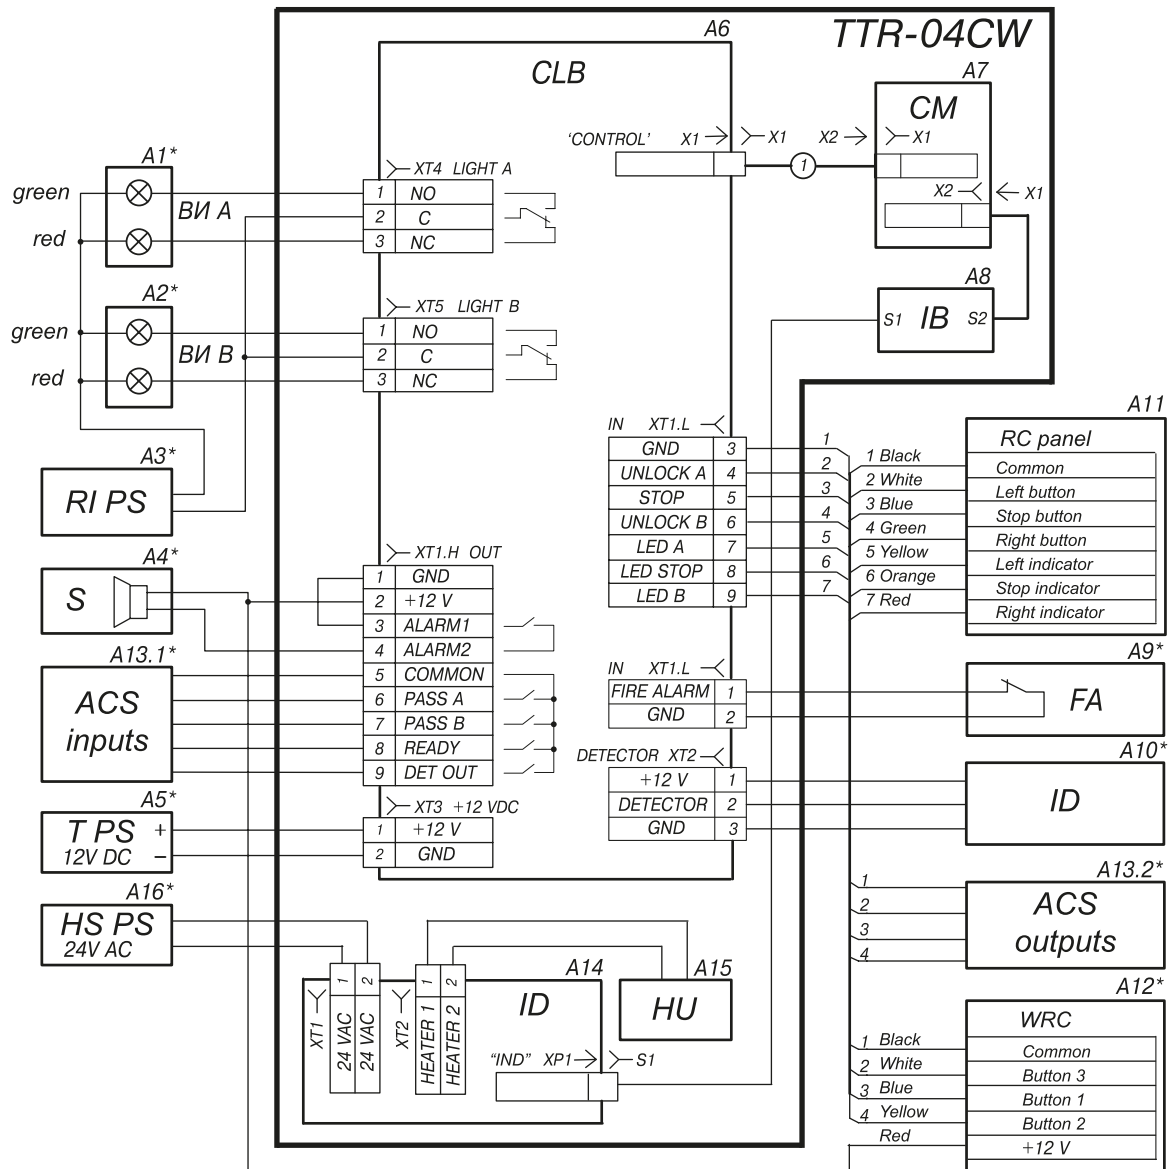 TTR-04CW
A6
CLB
A7
CM
'CONTROL' X1 X1 X2 X1
1
X2 X1
A8
S1 IB S2
A1*
green
red
ВИ A
XT4 LIGHT A
1 NO
2 C
3 NC
A2*
green
red
ВИ B
XT5 LIGHT B
1 NO
2 C
3 NC
A3*
RI PS
A4*
S
XT1.H OUT
1 GND
2 +12 V
3 ALARM1
4 ALARM2
5 COMMON
6 PASS A
7 PASS B
8 READY
9 DET OUT
A13.1*
ACS
inputs
A5*
T PS +
12V DC –
XT3 +12 VDC
1 +12 V
2 GND
A16*
HS PS
24V AC
IN XT1.L
GND 3
UNLOCK A 4
STOP 5
UNLOCK B 6
LED A 7
LED STOP 8
LED B 9
1
2
3
4
5
6
7
A11
RC panel
1 Black Common
2 White Left button
3 Blue Stop button
4 Green Right button
5 Yellow Left indicator
6 Orange Stop indicator
7 Red Right indicator
IN XT1.L
FIRE ALARM 1
GND 2
A9*
FA
DETECTOR XT2
+12 V 1
DETECTOR 2
GND 3
A10*
ID
A13.2*
ACS
outputs
1
2
3
4
A14
ID
XT1
1 24 VAC
2 24 VAC
XT2
1 HEATER 1
2 HEATER 2
"IND" XP1 S1
A15
HU
A12*
WRC
1 Black Common
2 White Button 3
3 Blue Button 1
4 Yellow Button 2
Red +12 V